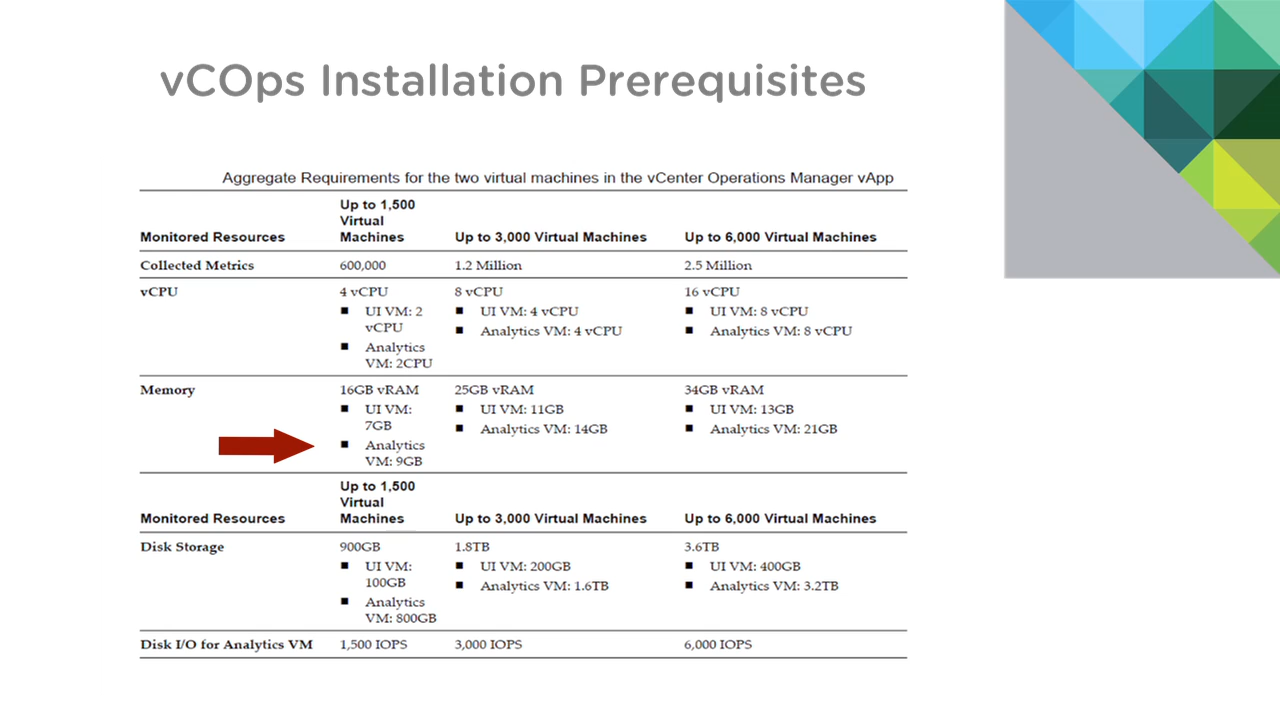 vCOps Installation Prerequisites
Aggregate Requirements for the two virtual machines in the vCenter Operations Manager vApp
Monitored Resources Up to 1,500 Virtual Machines Up to 3,000 Virtual Machines Up to 6,000 Virtual Machines
Collected Metrics 600,000 1.2 Million 2.5 Million
vCPU 4 vCPU 8 vCPU 16 vCPU
■ UI VM: 2 vCPU ■ UI VM: 4 vCPU ■ UI VM: 8 vCPU
■ Analytics VM: 2CPU ■ Analytics VM: 4 vCPU ■ Analytics VM: 8 vCPU
Memory 16GB vRAM 25GB vRAM 34GB vRAM
■ UI VM: 7GB ■ UI VM: 11GB ■ UI VM: 13GB
■ Analytics VM: 9GB ■ Analytics VM: 14GB ■ Analytics VM: 21GB
Monitored Resources Up to 1,500 Virtual Machines Up to 3,000 Virtual Machines Up to 6,000 Virtual Machines
Disk Storage 900GB 1.8TB 3.6TB
■ UI VM: 100GB ■ UI VM: 200GB ■ UI VM: 400GB
■ Analytics VM: 800GB ■ Analytics VM: 1.6TB ■ Analytics VM: 3.2TB
Disk I/O for Analytics VM 1,500 IOPS 3,000 IOPS 6,000 IOPS